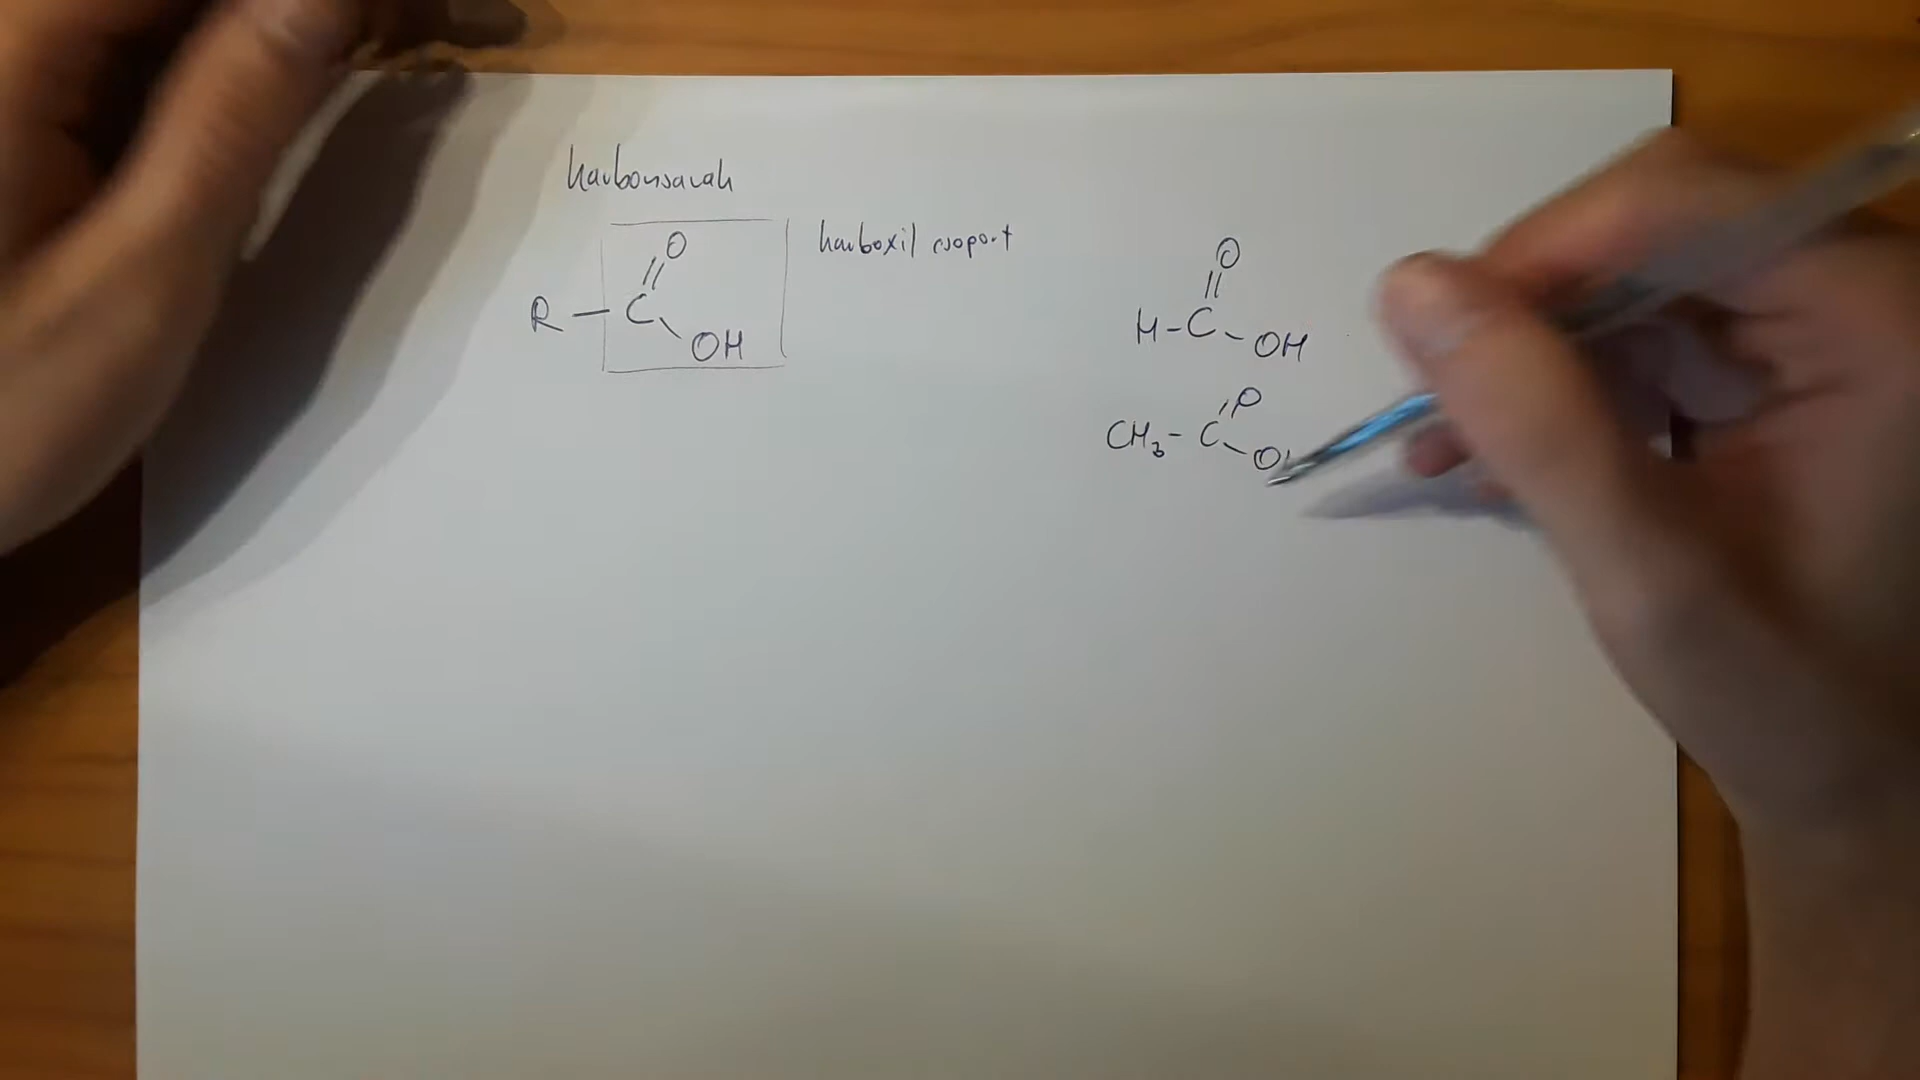 karbonsavak
O
R - C
OH
karboxil csoport
O
H - C - OH
O
CH3 - C
O